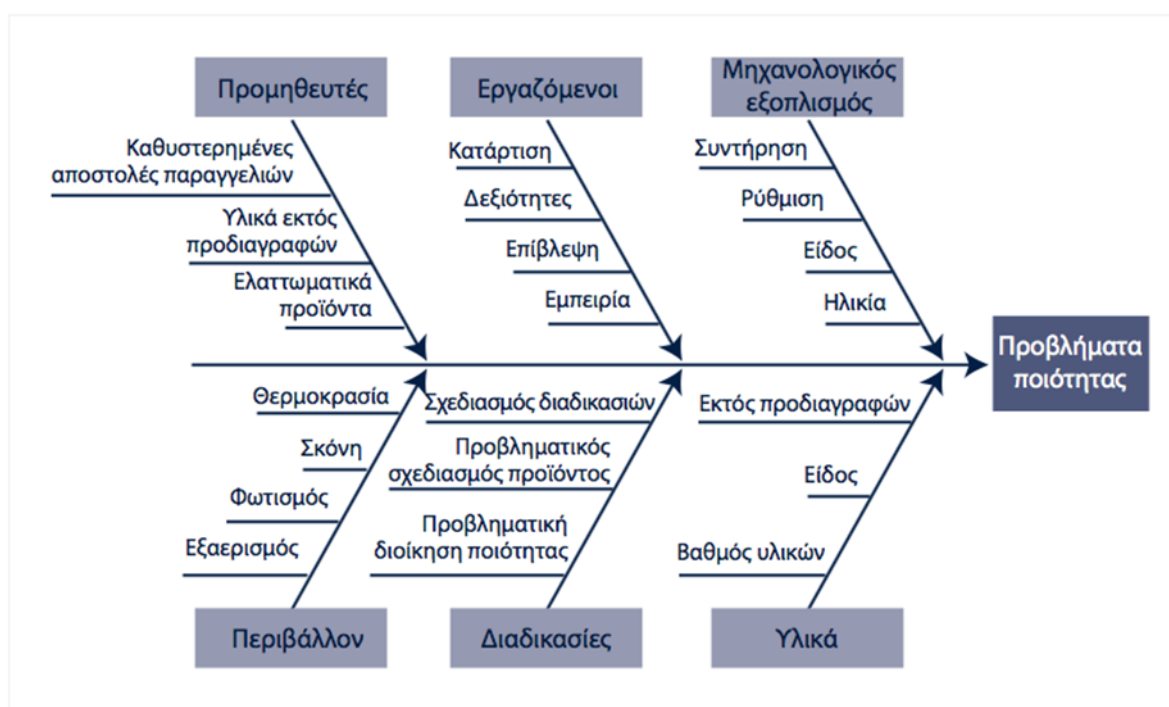 Προμηθευτές
Εργαζόμενοι
Μηχανολογικός
εξοπλισμός
Καθυστερημένες
αποστολές παραγγελιών
Υλικά εκτός
προδιαγραφών
Ελαττωματικά
προϊόντα
Κατάρτιση
Δεξιότητες
Επίβλεψη
Εμπειρία
Συντήρηση
Ρύθμιση
Είδος
Ηλικία
Προβλήματα
ποιότητας
Θερμοκρασία
Σκόνη
Φωτισμός
Εξαερισμός
Σχεδιασμός διαδικασιών
Προβληματικός
σχεδιασμός προϊόντος
Προβληματική
διοίκηση ποιότητας
Εκτός προδιαγραφών
Είδος
Βαθμός υλικών
Περιβάλλον
Διαδικασίες
Υλικά